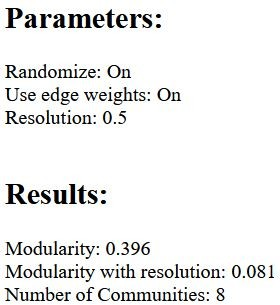 Parameters:
Randomize: On
Use edge weights: On
Resolution: 0.5
Results:
Modularity: 0.396
Modularity with resolution: 0.081
Number of Communities: 8